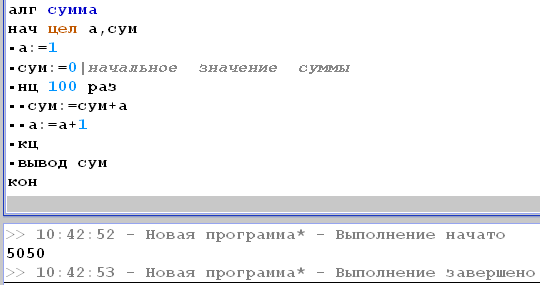 алг сумма
нач цел а,сум
▪а:=1
▪сум:=0|начальное значение суммы
▪нц 100 раз
▪▪сум:=сум+а
▪▪а:=а+1
▪кц
▪вывод сум
кон
>> 10:42:52 - Новая программа* - Выполнение начато
5050
>> 10:42:53 - Новая программа* - Выполнение завершено